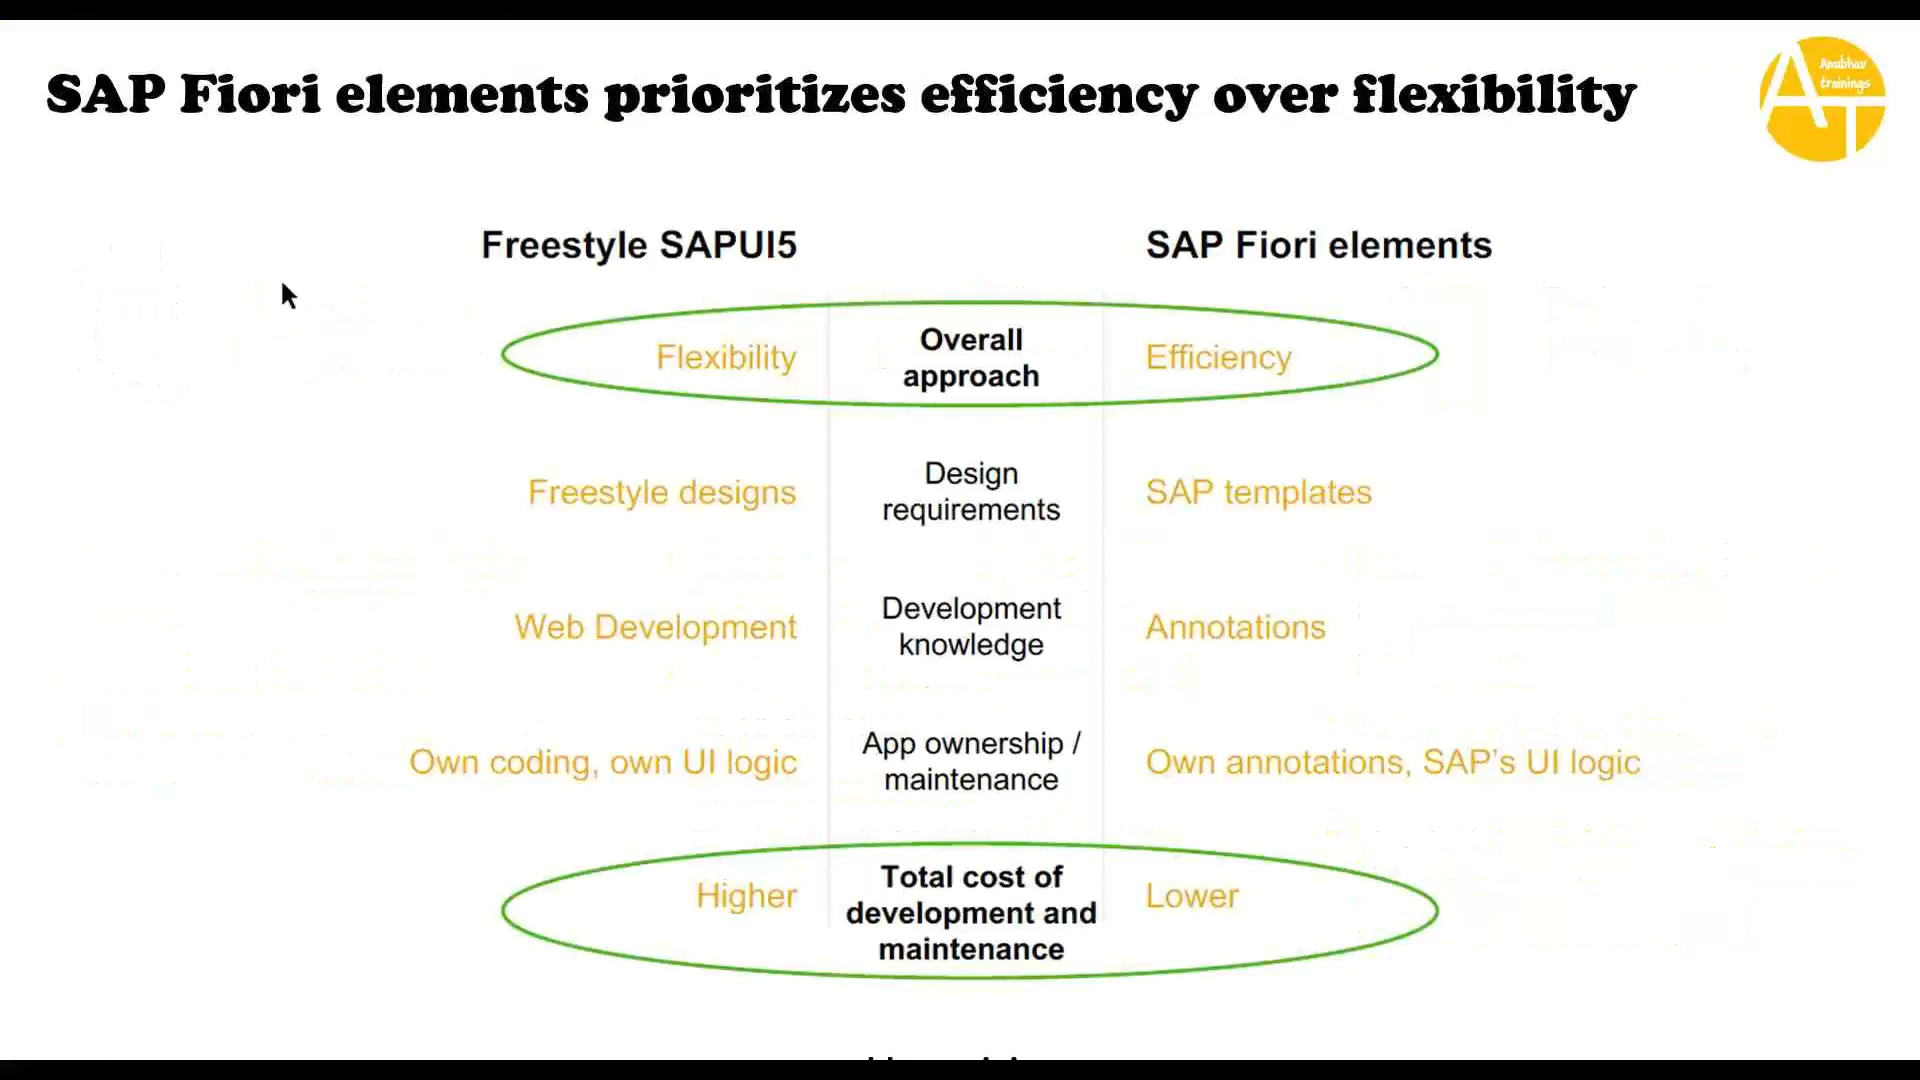 SAP Fiori elements prioritizes efficiency over flexibility
Anubhav
trainings
AT
Freestyle SAPUI5
SAP Fiori elements
Flexibility
Overall
approach
Efficiency
Freestyle designs
Design
requirements
SAP templates
Web Development
Development
knowledge
Annotations
Own coding, own UI logic
App ownership /
maintenance
Own annotations, SAP's UI logic
Higher
Total cost of
development and
maintenance
Lower